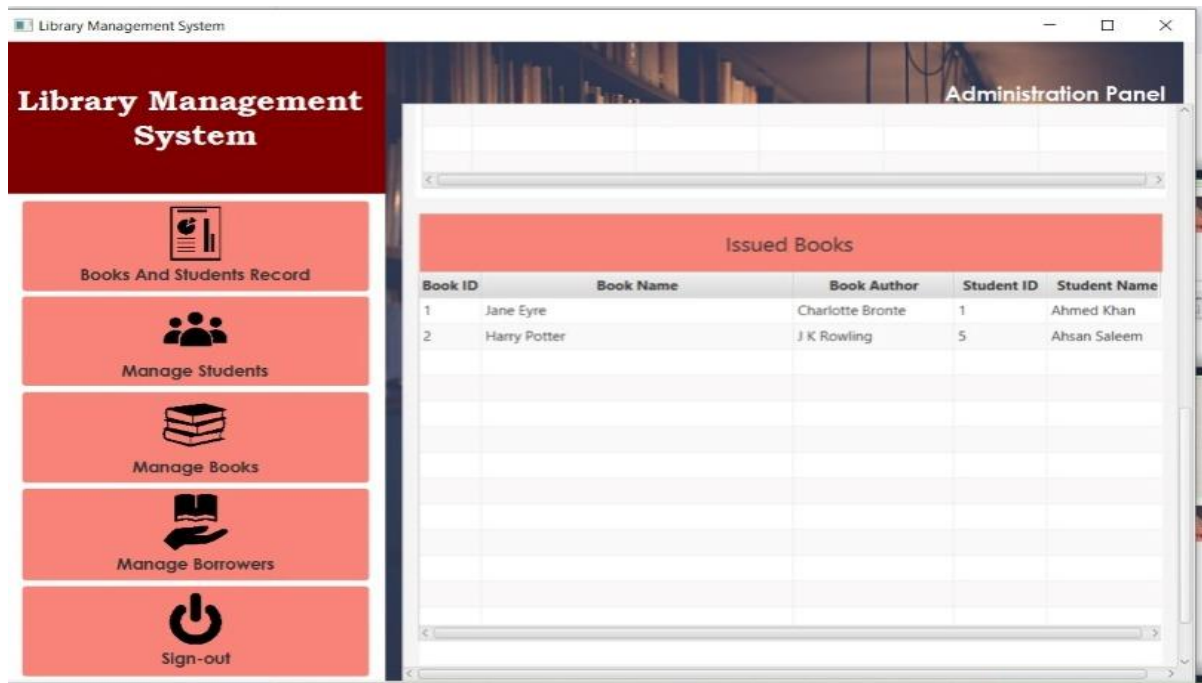 Library Management System
Library Management
System
Administration Panel
Books And Students Record
Manage Students
Manage Books
Manage Borrowers
Sign-out
Issued Books
Book ID Book Name Book Author Student ID Student Name
1 Jane Eyre Charlotte Bronte 1 Ahmed Khan
2 Harry Potter J K Rowling 5 Ahsan Saleem